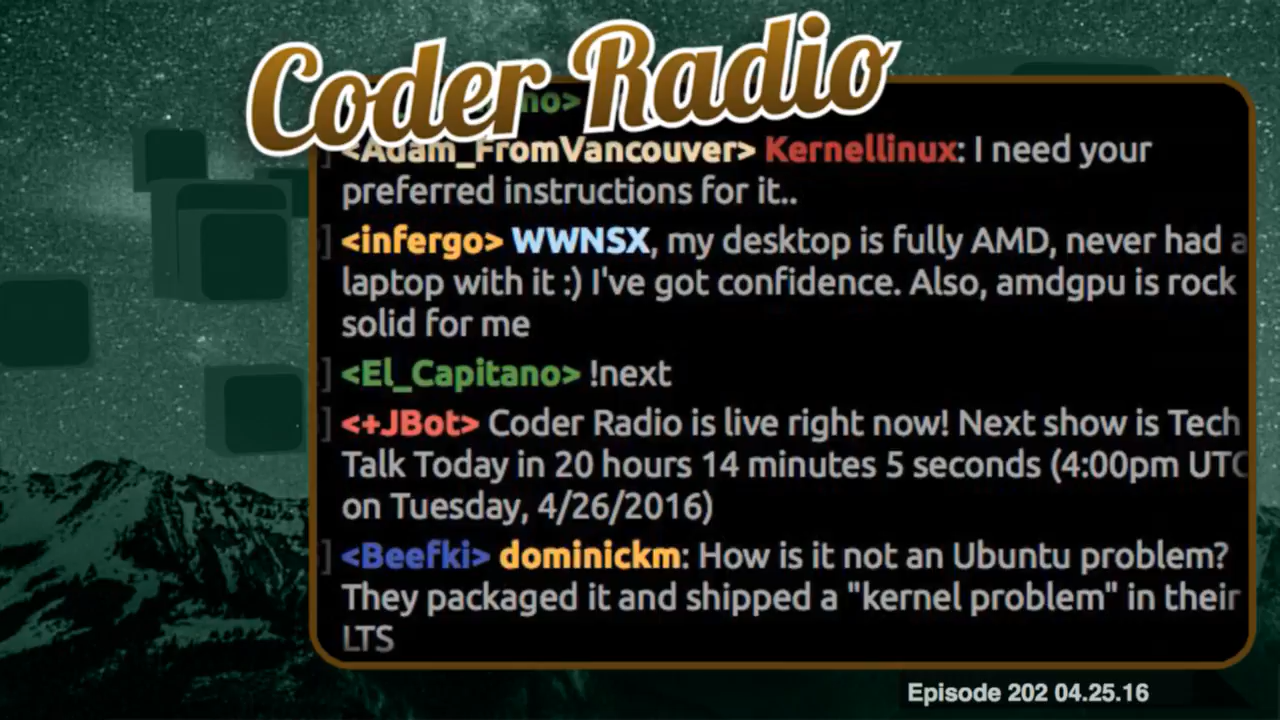 Coder Radio
no>
<Adam_FromVancouver> Kernellinux: I need your
preferred instructions for it..
] <infergo> WWNSX, my desktop is fully AMD, never had a
laptop with it :) I've got confidence. Also, amdgpu is rock
solid for me
] <El_Capitano> !next
] <+JBot> Coder Radio is live right now! Next show is Tech
Talk Today in 20 hours 14 minutes 5 seconds (4:00pm UTC
on Tuesday, 4/26/2016)
] <Beefki> dominickm: How is it not an Ubuntu problem?
They packaged it and shipped a "kernel problem" in their
LTS
Episode 202 04.25.16